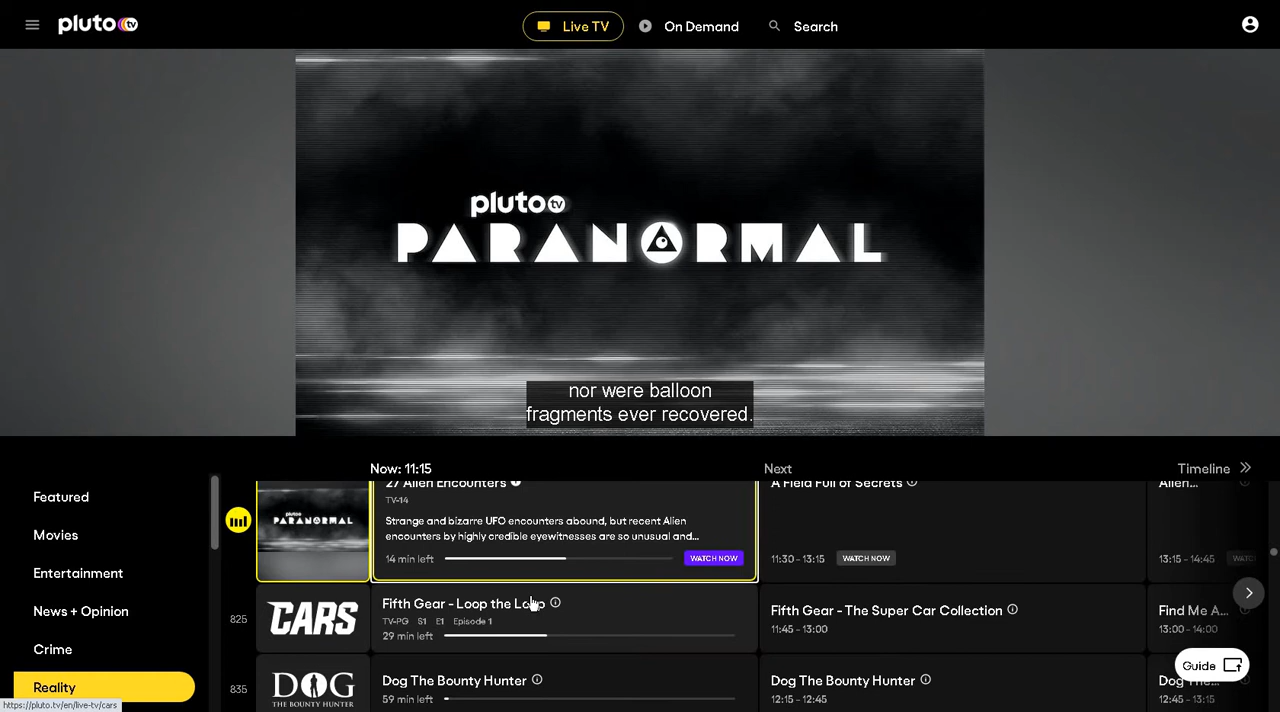 pluto tv
Live TV
On Demand
Search
pluto tv
PARANORMAL
nor were balloon
fragments ever recovered.
Now: 11:15
Next
Timeline
Featured
Movies
Entertainment
News + Opinion
Crime
Reality
pluto tv
PARANORMAL
27 Alien Encounters
TV-14
Strange and bizarre UFO encounters abound, but recent Alien
encounters by highly credible eyewitnesses are so unusual and...
14 min left
WATCH NOW
A Field Full of Secrets
11:30 - 13:15
WATCH NOW
Alien...
13:15 - 14:45
825
CARS
Fifth Gear - Loop the Loop
TV-PG S1 E1 Episode 1
29 min left
Fifth Gear - The Super Car Collection
11:45 - 13:00
Find Me A...
13:00 - 14:00
835
DOG
THE BOUNTY HUNTER
Dog The Bounty Hunter
59 min left
Dog The Bounty Hunter
12:15 - 12:45
12:45 - 13:15
Guide
https://pluto.tv/en/live-tv/cars